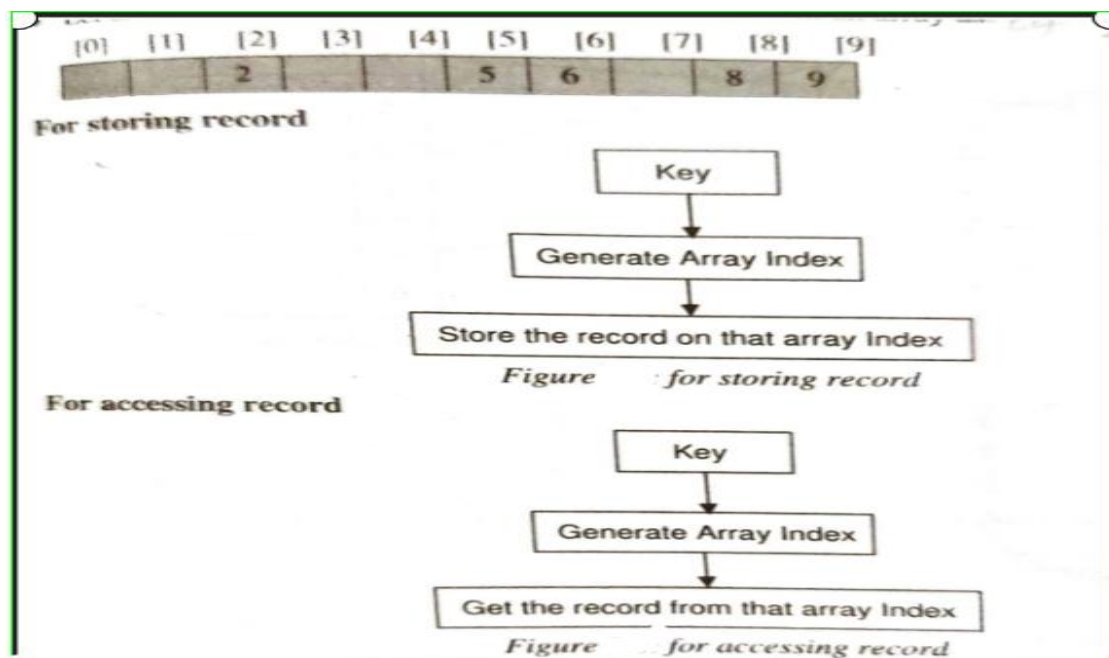 [0] [1] [2] [3] [4] [5] [6] [7] [8] [9]
2 5 6 8 9
For storing record
Key
Generate Array Index
Store the record on that array Index
Figure : for storing record
For accessing record
Key
Generate Array Index
Get the record from that array Index
Figure : for accessing record